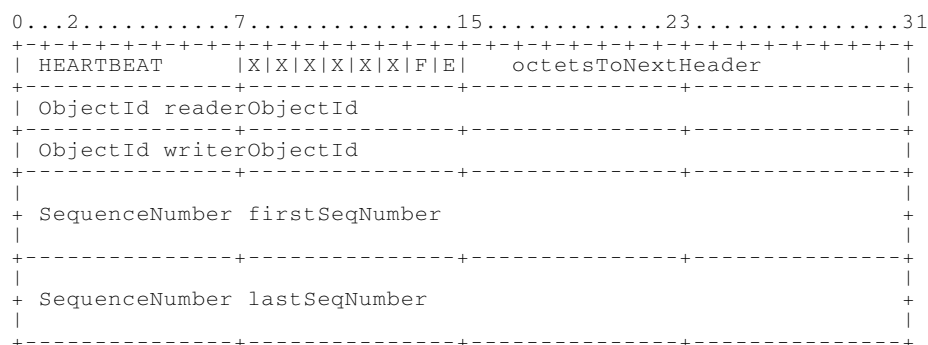 0...2...........7...............15.............23...............31
+-+-+-+-+-+-+-+-+-+-+-+-+-+-+-+-+-+-+-+-+-+-+-+-+-+-+-+-+-+-+-+-+
| HEARTBEAT |X|X|X|X|X|X|F|E| octetsToNextHeader |
+---------------+---------------+---------------+---------------+
| ObjectId readerObjectId |
+---------------+---------------+---------------+---------------+
| ObjectId writerObjectId |
+---------------+---------------+---------------+---------------+
| |
+ SequenceNumber firstSeqNumber +
| |
+---------------+---------------+---------------+---------------+
| |
+ SequenceNumber lastSeqNumber +
| |
+---------------+---------------+---------------+---------------+